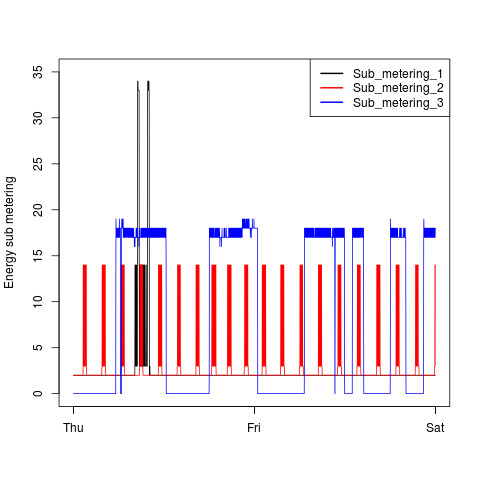 Sub_metering_1
Sub_metering_2
Sub_metering_3
Energy sub metering
35
30
25
20
15
10
5
0
Thu Fri Sat